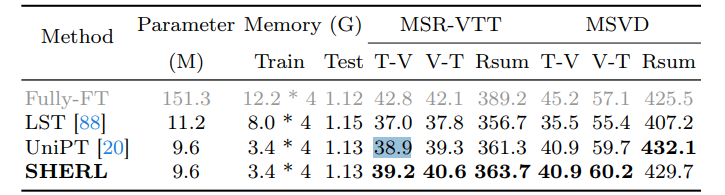 Method Parameter Memory (G) MSR-VTT MSVD
(M) Train Test T-V V-T Rsum T-V V-T Rsum
Fully-FT 151.3 12.2 * 4 1.12 42.8 42.1 389.2 45.2 57.1 425.5
LST [88] 11.2 8.0 * 4 1.15 37.0 37.8 356.7 35.5 55.4 407.2
UniPT [20] 9.6 3.4 * 4 1.13 38.9 39.3 361.3 40.9 59.7 432.1
SHERL 9.6 3.4 * 4 1.13 39.2 40.6 363.7 40.9 60.2 429.7